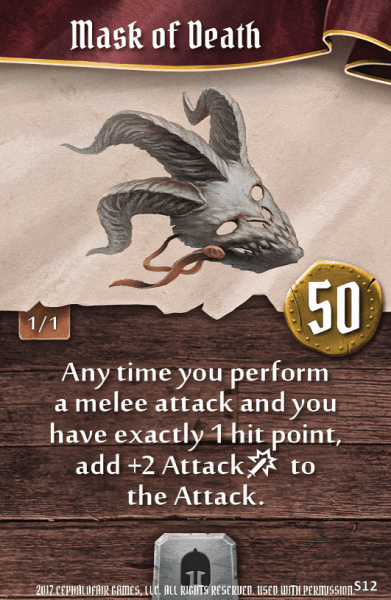 Mask of Death
1/1
50
Any time you perform
a melee attack and you
have exactly 1 hit point,
add +2 Attack to
the Attack.
2017 CEPHALOFAIR GAMES, LLC. ALL RIGHTS RESERVED. USED WITH PERMISSION S12